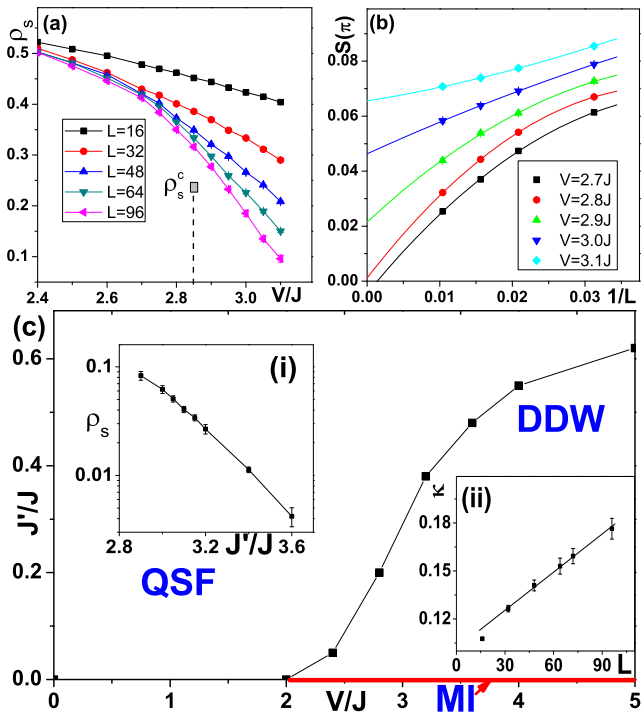 (a)
ρs
0.5
0.4
0.3
0.2
0.1
L=16
L=32
L=48
L=64
L=96
ρsc
2.4 2.6 2.8 3.0 V/J
(b)
S(π)
0.08
0.06
0.04
0.02
0.00
V=2.7J
V=2.8J
V=2.9J
V=3.0J
V=3.1J
0.00 0.01 0.02 0.03 1/L
(c)
J'/J
0.6
0.4
0.2
0.0
(i)
0.1
ρs
0.01
2.8 3.2 J'/J 3.6
DDW
QSF
(ii)
κ
0.18
0.15
0.12
0 30 60 90 L
0 1 2 V/J 3 4 5
MI